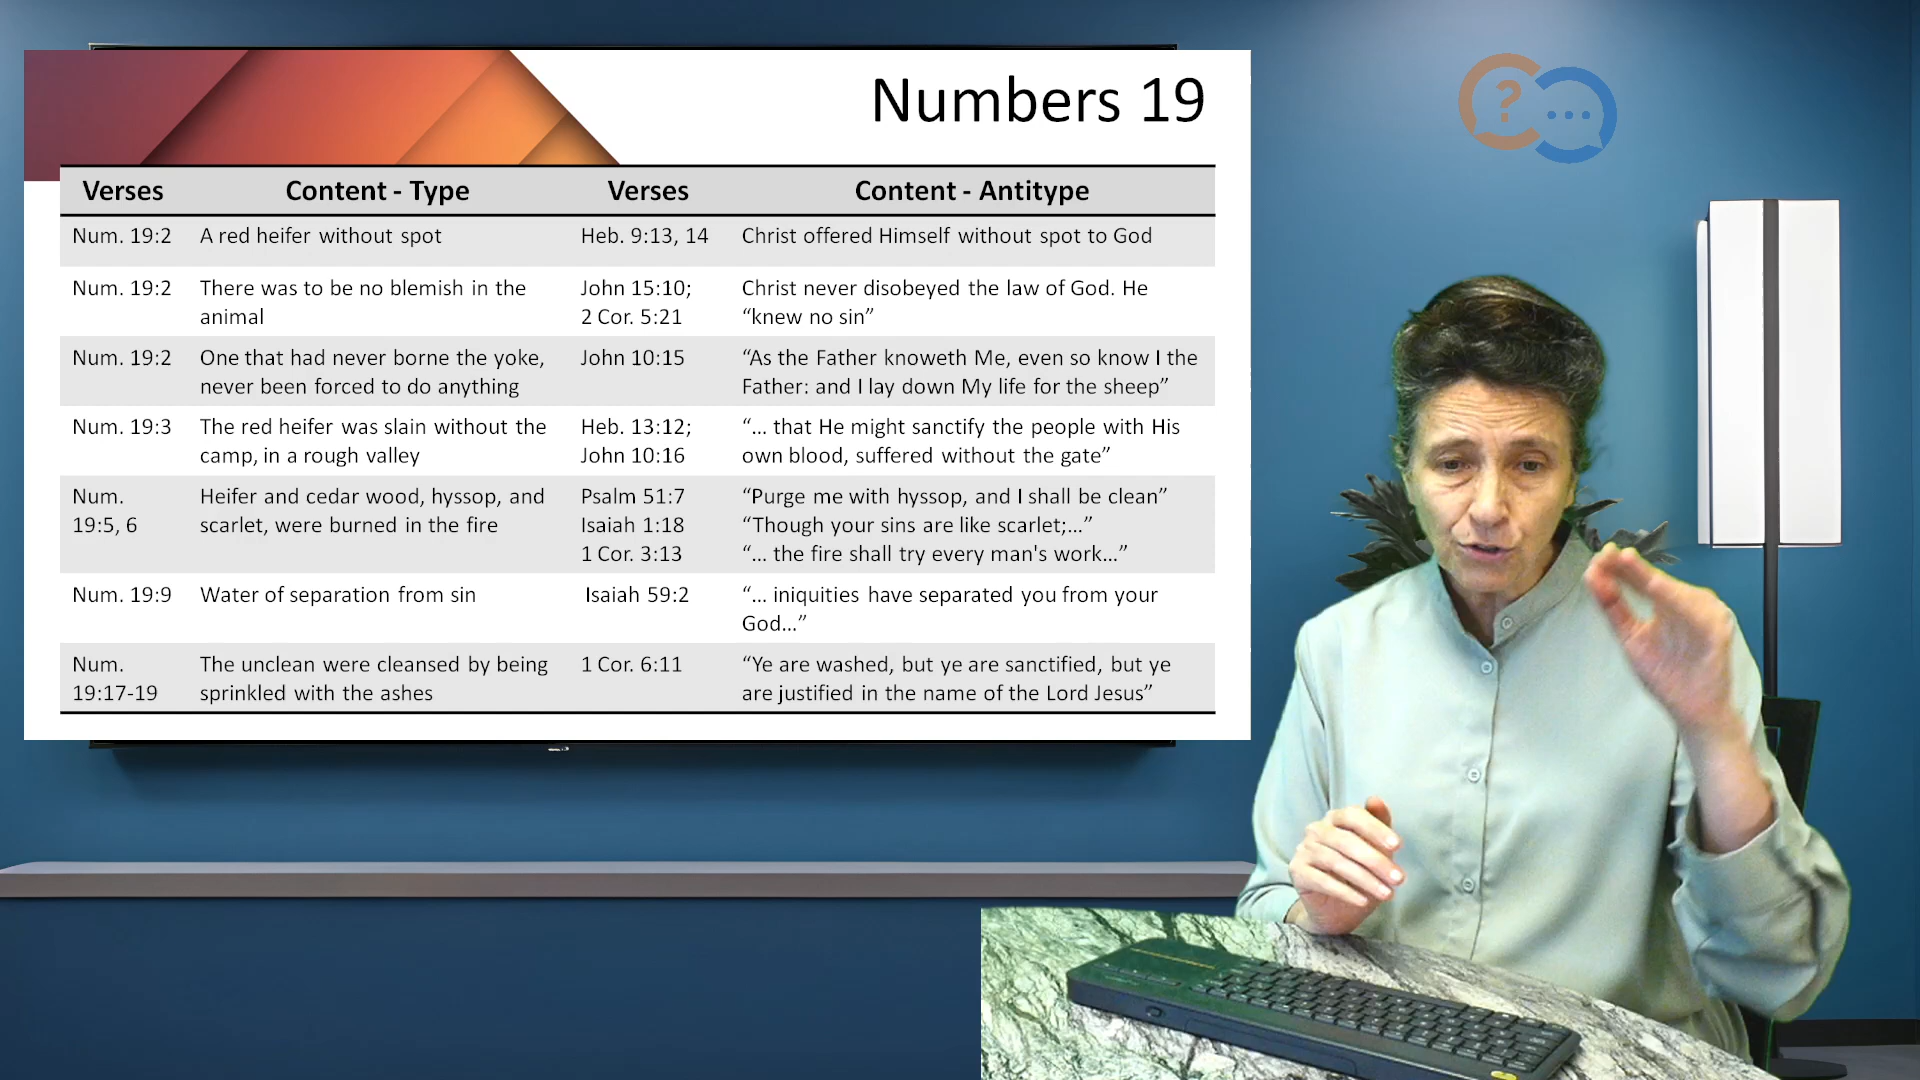 Numbers 19
Verses Content - Type Verses Content - Antitype
Num. 19:2 A red heifer without spot Heb. 9:13, 14 Christ offered Himself without spot to God
Num. 19:2 There was to be no blemish in the John 15:10; Christ never disobeyed the law of God. He
animal 2 Cor. 5:21 “knew no sin”
Num. 19:2 One that had never borne the yoke, John 10:15 “As the Father knoweth Me, even so know I the
never been forced to do anything Father: and I lay down My life for the sheep”
Num. 19:3 The red heifer was slain without the Heb. 13:12; “... that He might sanctify the people with His
camp, in a rough valley John 10:16 own blood, suffered without the gate”
Num. Heifer and cedar wood, hyssop, and Psalm 51:7 “Purge me with hyssop, and I shall be clean”
19:5, 6 scarlet, were burned in the fire Isaiah 1:18 “Though your sins are like scarlet;...”
1 Cor. 3:13 “... the fire shall try every man's work...”
Num. 19:9 Water of separation from sin Isaiah 59:2 “... iniquities have separated you from your
God...”
Num. The unclean were cleansed by being 1 Cor. 6:11 “Ye are washed, but ye are sanctified, but ye
19:17-19 sprinkled with the ashes are justified in the name of the Lord Jesus”
?...